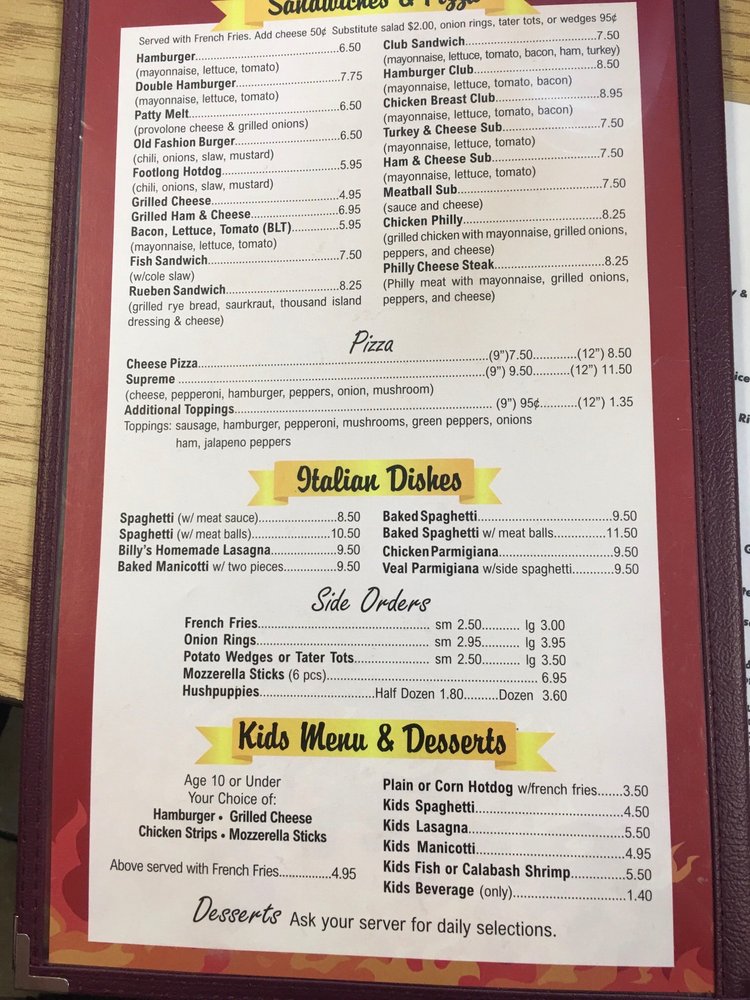 Sandwiches & Pizza
Served with French Fries. Add cheese 50¢ Substitute salad $2.00, onion rings, tater tots, or wedges 95¢
Hamburger..........6.50
(mayonnaise, lettuce, tomato)
Double Hamburger..........7.75
(mayonnaise, lettuce, tomato)
Patty Melt..........6.50
(provolone cheese & grilled onions)
Old Fashion Burger..........6.50
(chili, onions, slaw, mustard)
Footlong Hotdog..........5.95
(chili, onions, slaw, mustard)
Grilled Cheese..........4.95
Grilled Ham & Cheese..........6.95
Bacon, Lettuce, Tomato (BLT)..........5.95
(mayonnaise, lettuce, tomato)
Fish Sandwich..........7.50
(w/cole slaw)
Rueben Sandwich..........8.25
(grilled rye bread, saurkraut, thousand island
dressing & cheese)
Club Sandwich..........7.50
(mayonnaise, lettuce, tomato, bacon, ham, turkey)
Hamburger Club..........8.50
(mayonnaise, lettuce, tomato, bacon)
Chicken Breast Club..........8.95
(mayonnaise, lettuce, tomato, bacon)
Turkey & Cheese Sub..........7.50
(mayonnaise, lettuce, tomato)
Ham & Cheese Sub..........7.50
(mayonnaise, lettuce, tomato)
Meatball Sub..........7.50
(sauce and cheese)
Chicken Philly..........8.25
(grilled chicken with mayonnaise, grilled onions,
peppers, and cheese)
Philly Cheese Steak..........8.25
(Philly meat with mayonnaise, grilled onions,
peppers, and cheese)
Pizza
Cheese Pizza..........(9")7.50..........(12") 8.50
Supreme ..........(9") 9.50..........(12") 11.50
(cheese, pepperoni, hamburger, peppers, onion, mushroom)
Additional Toppings.......... (9") 95¢..........(12") 1.35
Toppings: sausage, hamburger, pepperoni, mushrooms, green peppers, onions
ham, jalapeno peppers
Italian Dishes
Spaghetti (w/ meat sauce)..........8.50
Spaghetti (w/ meat balls)..........10.50
Billy's Homemade Lasagna..........9.50
Baked Manicotti w/ two pieces..........9.50
Baked Spaghetti..........9.50
Baked Spaghetti w/ meat balls..........11.50
Chicken Parmigiana..........9.50
Veal Parmigiana w/side spaghetti..........9.50
Side Orders
French Fries.......... sm 2.50.......... lg 3.00
Onion Rings.......... sm 2.95.......... lg 3.95
Potato Wedges or Tater Tots.......... sm 2.50.......... lg 3.50
Mozzerella Sticks (6 pcs).......... 6.95
Hushpuppies..........Half Dozen 1.80..........Dozen 3.60
Kids Menu & Desserts
Age 10 or Under
Your Choice of:
Hamburger • Grilled Cheese
Chicken Strips • Mozzerella Sticks
Above served with French Fries..........4.95
Plain or Corn Hotdog w/french fries.......3.50
Kids Spaghetti..........4.50
Kids Lasagna..........5.50
Kids Manicotti..........4.95
Kids Fish or Calabash Shrimp..........5.50
Kids Beverage (only)..........1.40
Desserts Ask your server for daily selections.